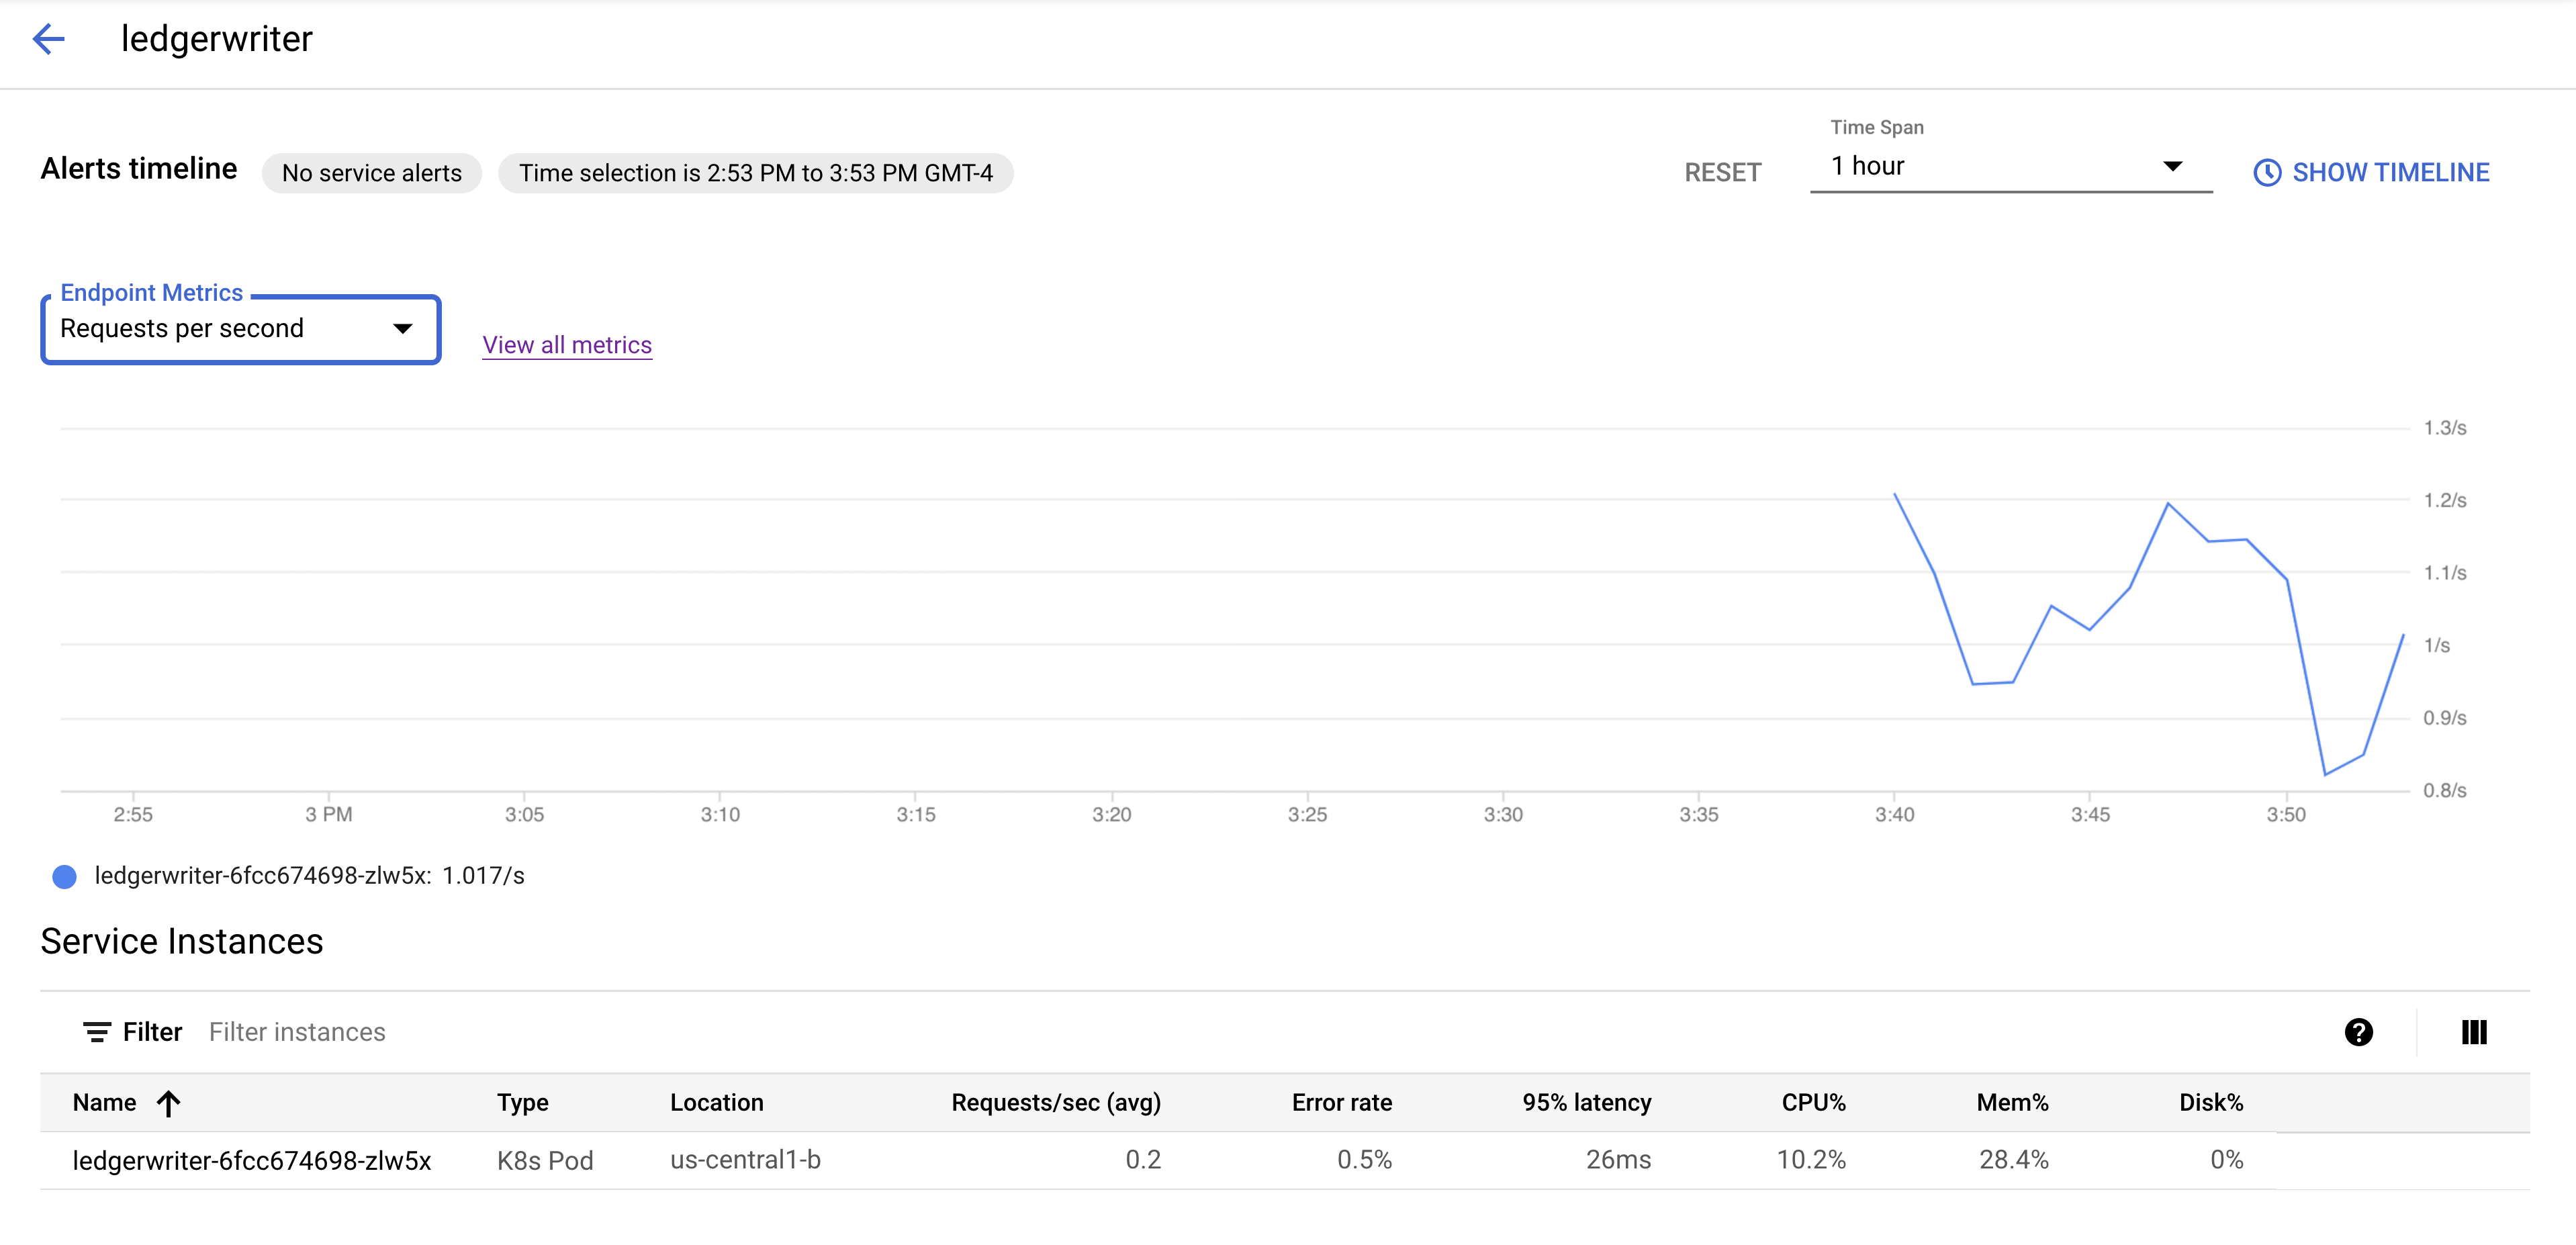 ledgerwriter
Alerts timeline No service alerts Time selection is 2:53 PM to 3:53 PM GMT-4 RESET Time Span 1 hour SHOW TIMELINE
Endpoint Metrics
Requests per second View all metrics
1.3/s
1.2/s
1.1/s
1/s
0.9/s
0.8/s
2:55 3 PM 3:05 3:10 3:15 3:20 3:25 3:30 3:35 3:40 3:45 3:50
ledgerwriter-6fcc674698-zlw5x: 1.017/s
Service Instances
Filter Filter instances
Name Type Location Requests/sec (avg) Error rate 95% latency CPU% Mem% Disk%
ledgerwriter-6fcc674698-zlw5x K8s Pod us-central1-b 0.2 0.5% 26ms 10.2% 28.4% 0%